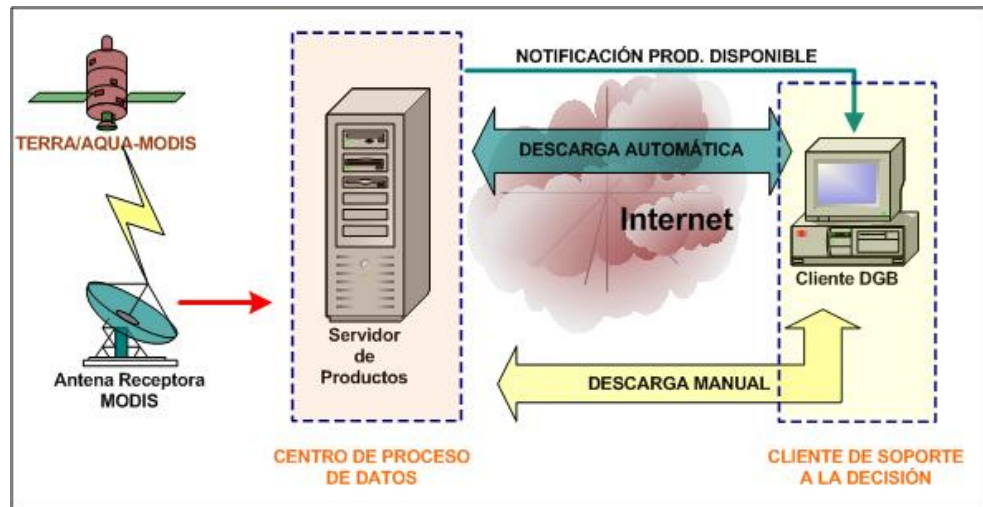 NOTIFICACIÓN PROD. DISPONIBLE
TERRA/AQUA-MODIS
DESCARGA AUTOMÁTICA
Internet
Cliente DGB
Servidor
de
Productos
Antena Receptora
MODIS
DESCARGA MANUAL
CENTRO DE PROCESO
DE DATOS
CLIENTE DE SOPORTE
A LA DECISIÓN